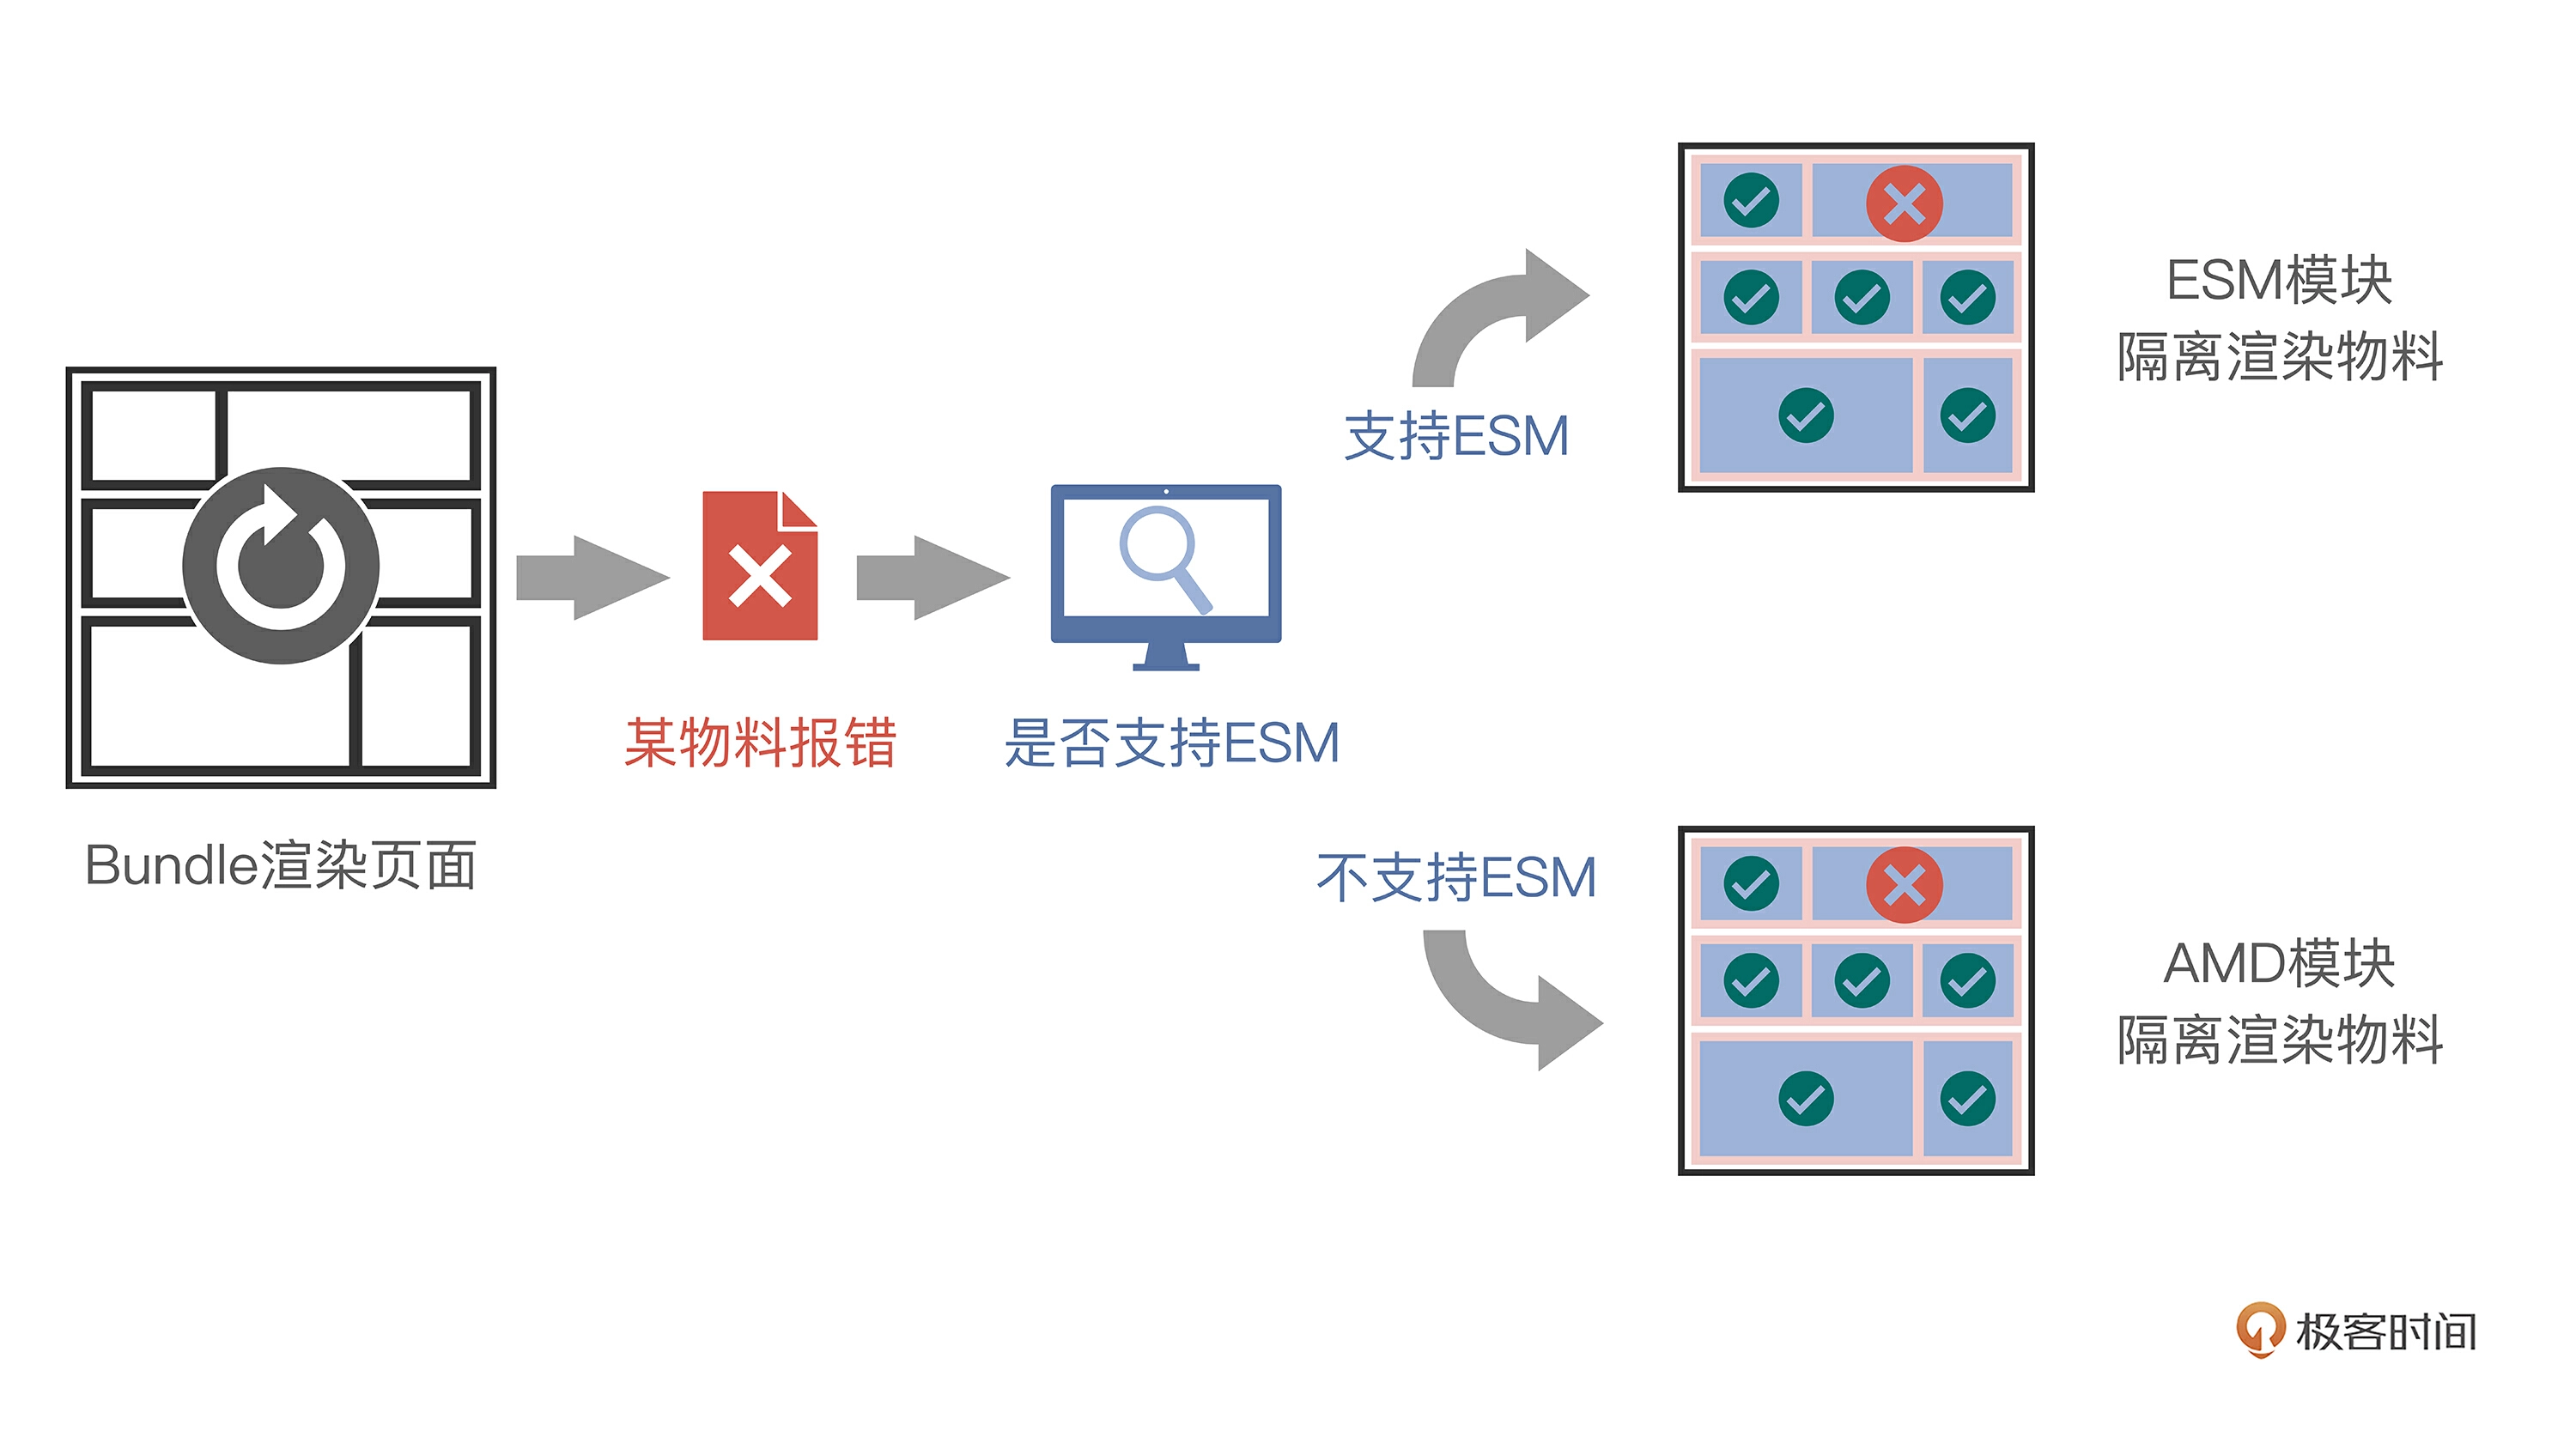 Bundle渲染页面
某物料报错
是否支持ESM
支持ESM
ESM模块
隔离渲染物料
不支持ESM
AMD模块
隔离渲染物料
极客时间